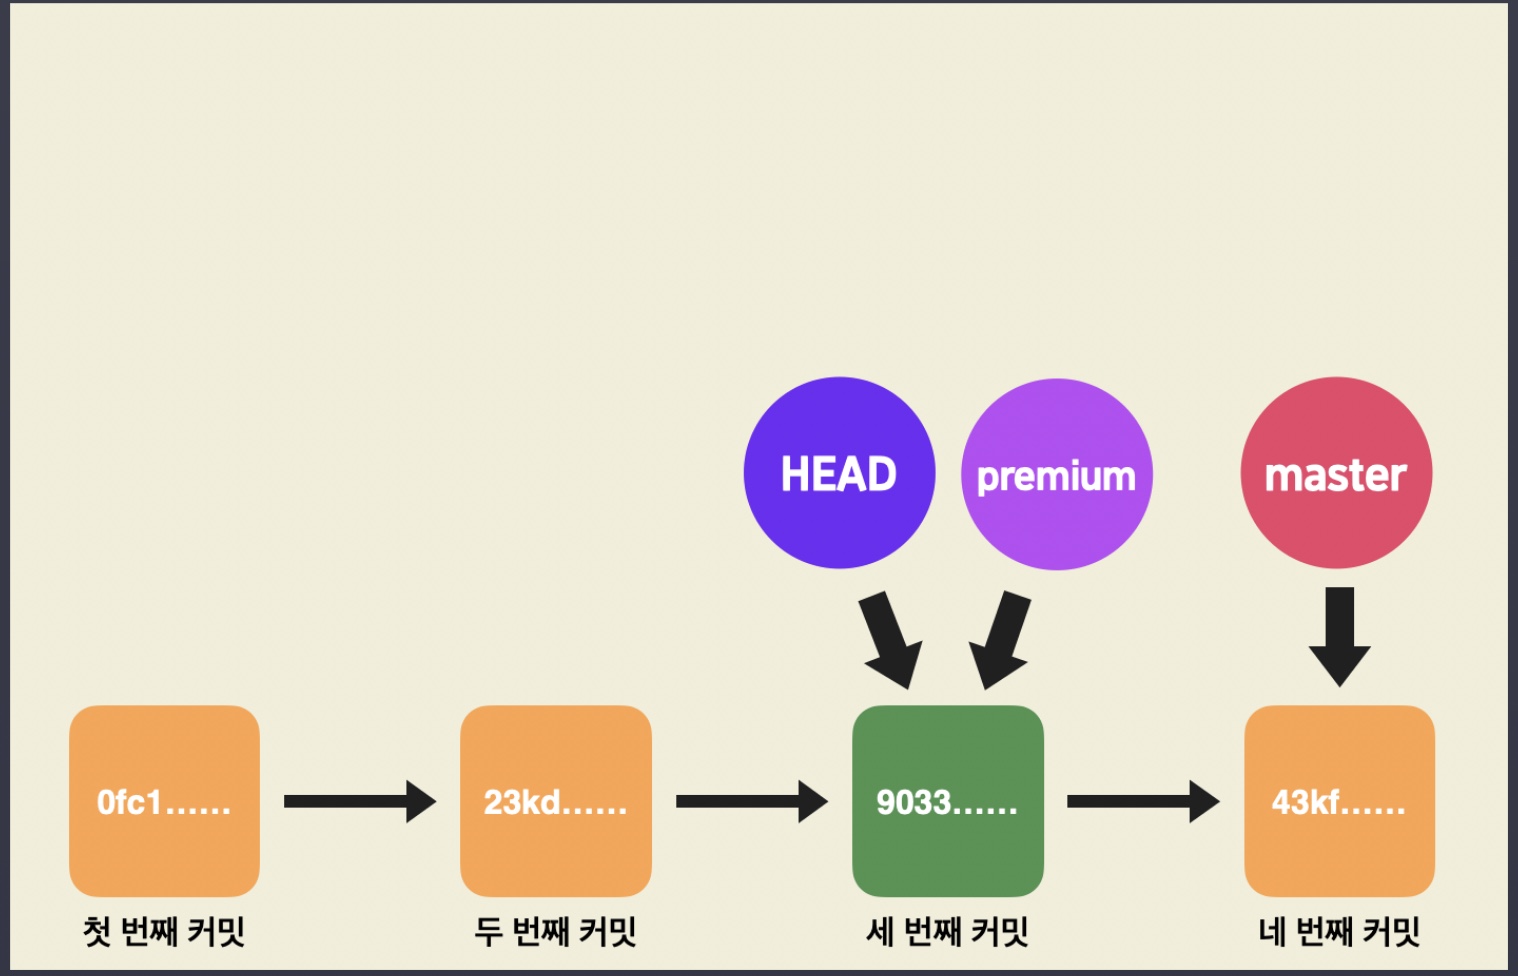 HEAD
premium
master
0fc1......
23kd......
9033......
43kf......
첫 번째 커밋
두 번째 커밋
세 번째 커밋
네 번째 커밋